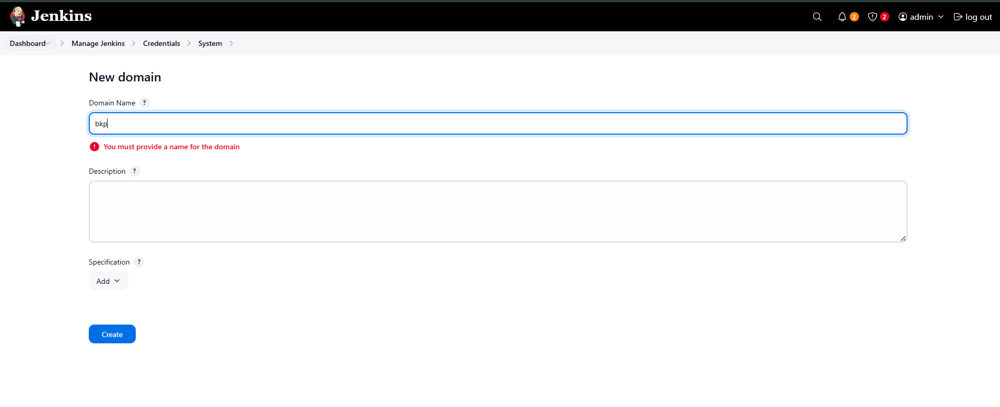 Jenkins
2
2
admin
log out
Dashboard
Manage Jenkins
Credentials
System
New domain
Domain Name ?
bkp
! You must provide a name for the domain
Description ?
Specification ?
Add
Create